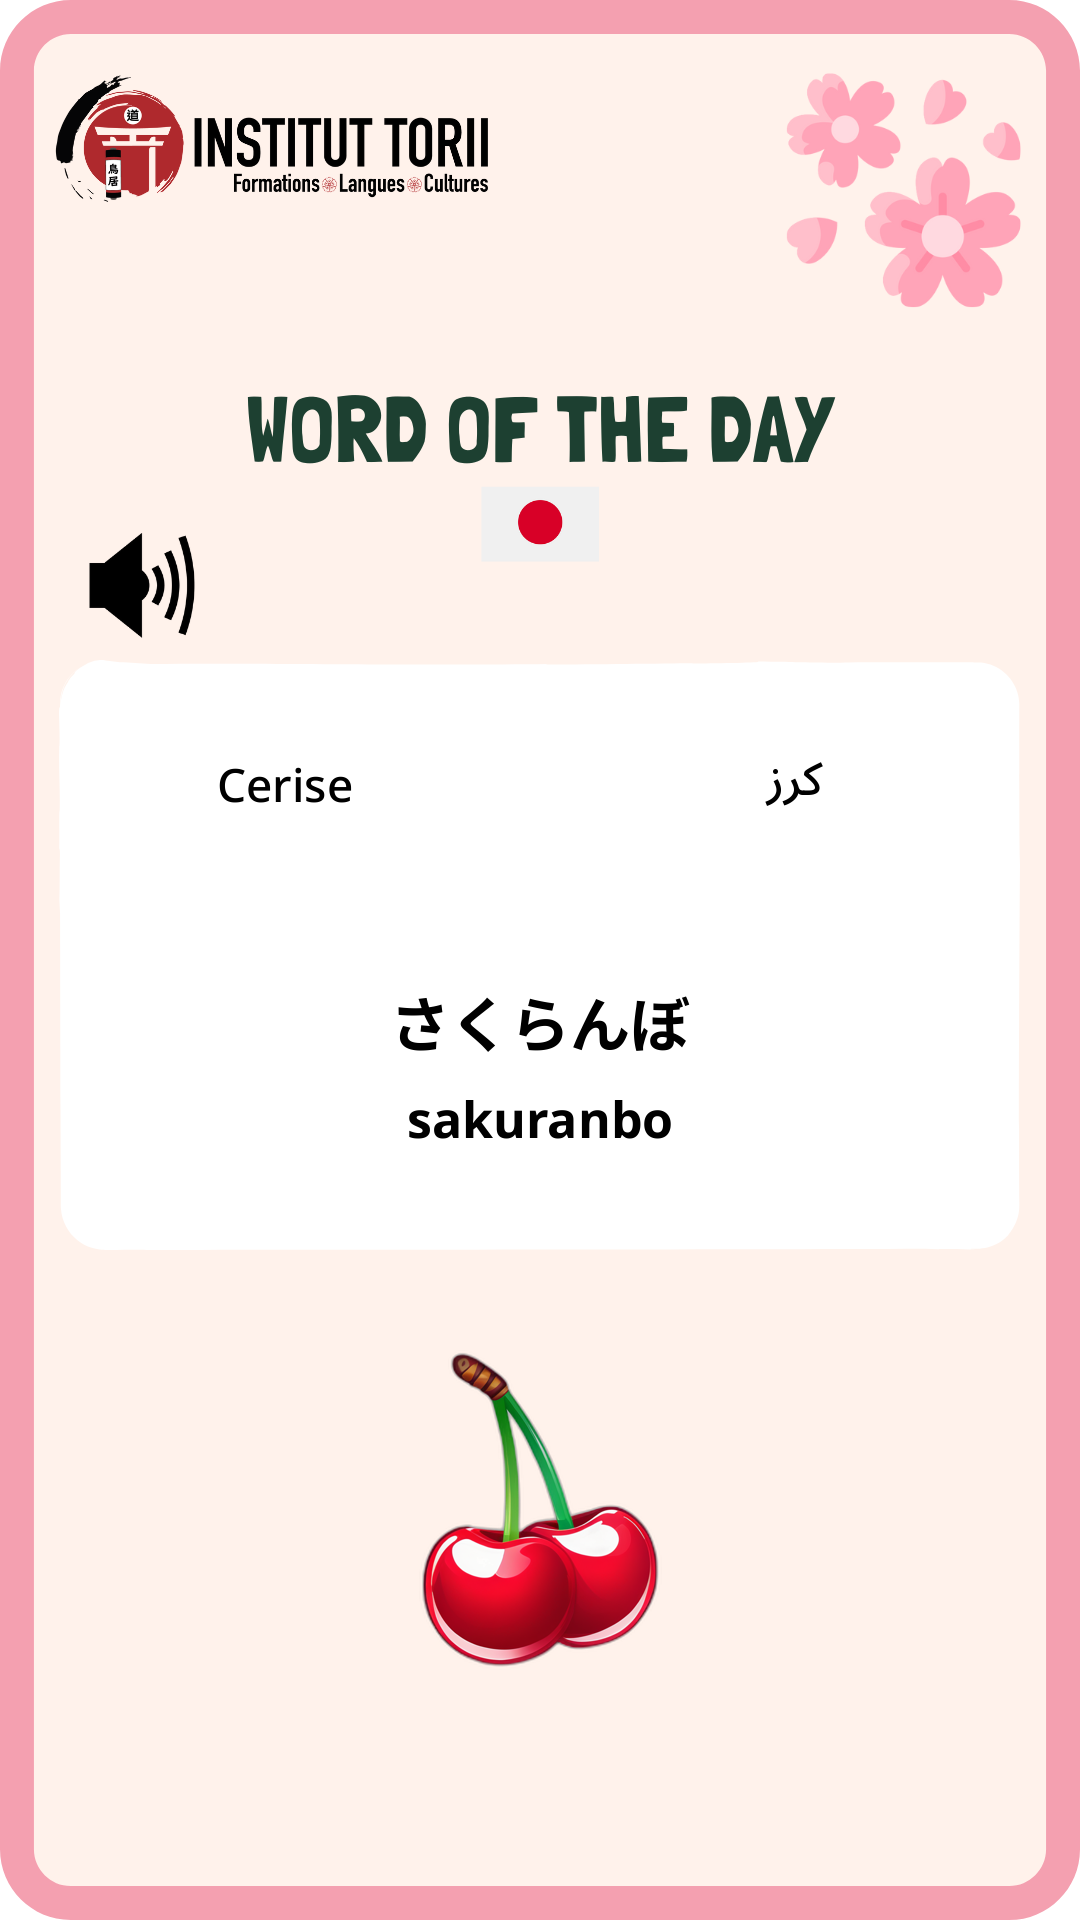 道
鳥居
INSTITUT TORII
Formations Langues Cultures
WORD OF THE DAY
Cerise
كرز
さくらんぼ
sakuranbo